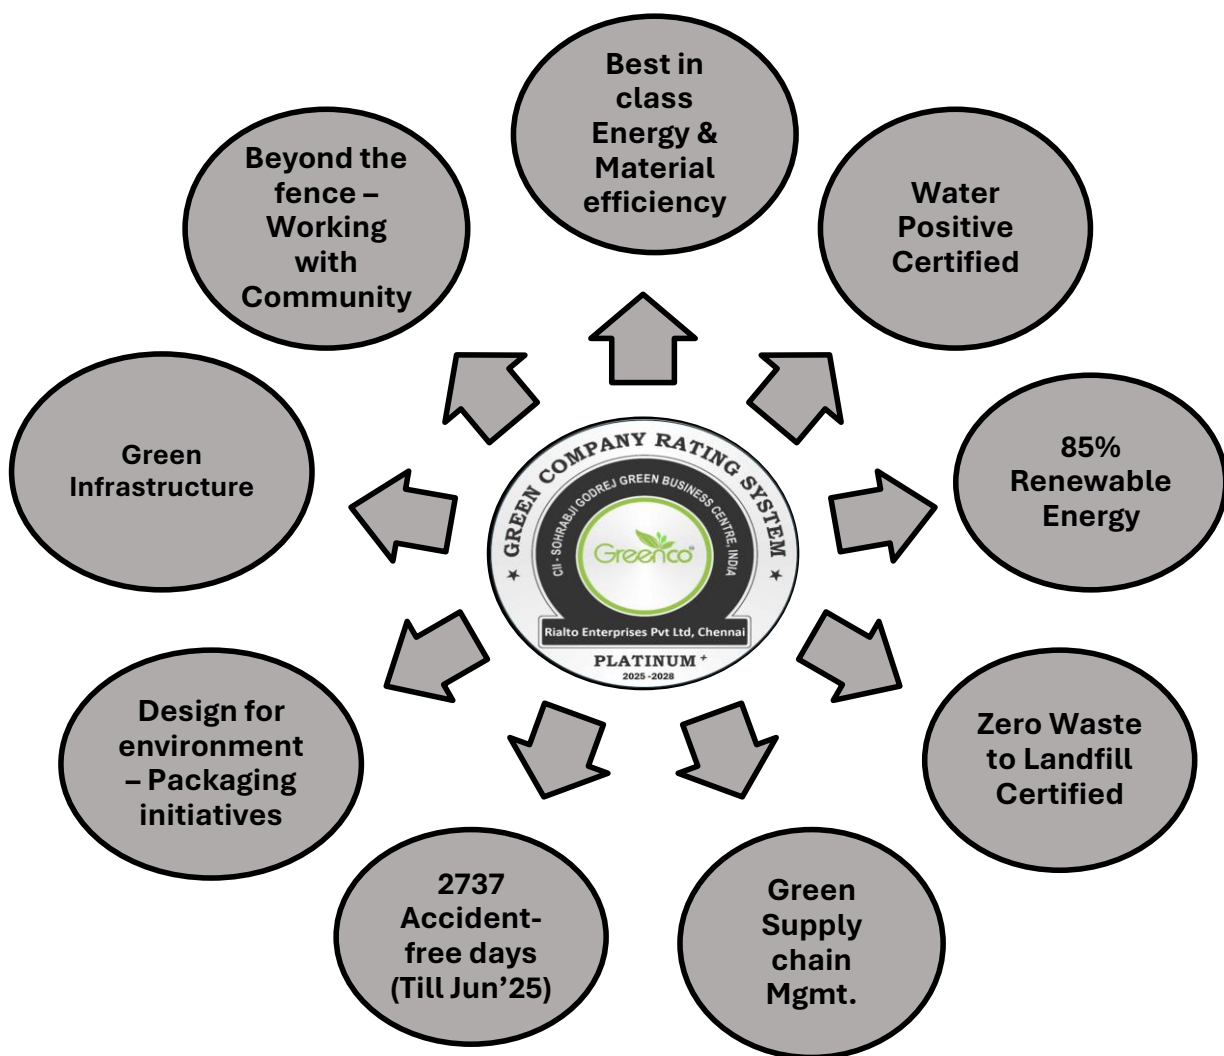 Best in
class
Energy &
Material
efficiency
Beyond the
fence –
Working
with
Community
Water
Positive
Certified
Green
Infrastructure
GREEN COMPANY RATING SYSTEM
CII - SOHRABJI GODREJ GREEN BUSINESS CENTRE, INDIA
Greenco
Rialto Enterprises Pvt Ltd, Chennai
PLATINUM +
2025 -2028
85%
Renewable
Energy
Design for
environment
– Packaging
initiatives
Zero Waste
to Landfill
Certified
2737
Accident-
free days
(Till Jun’25)
Green
Supply
chain
Mgmt.